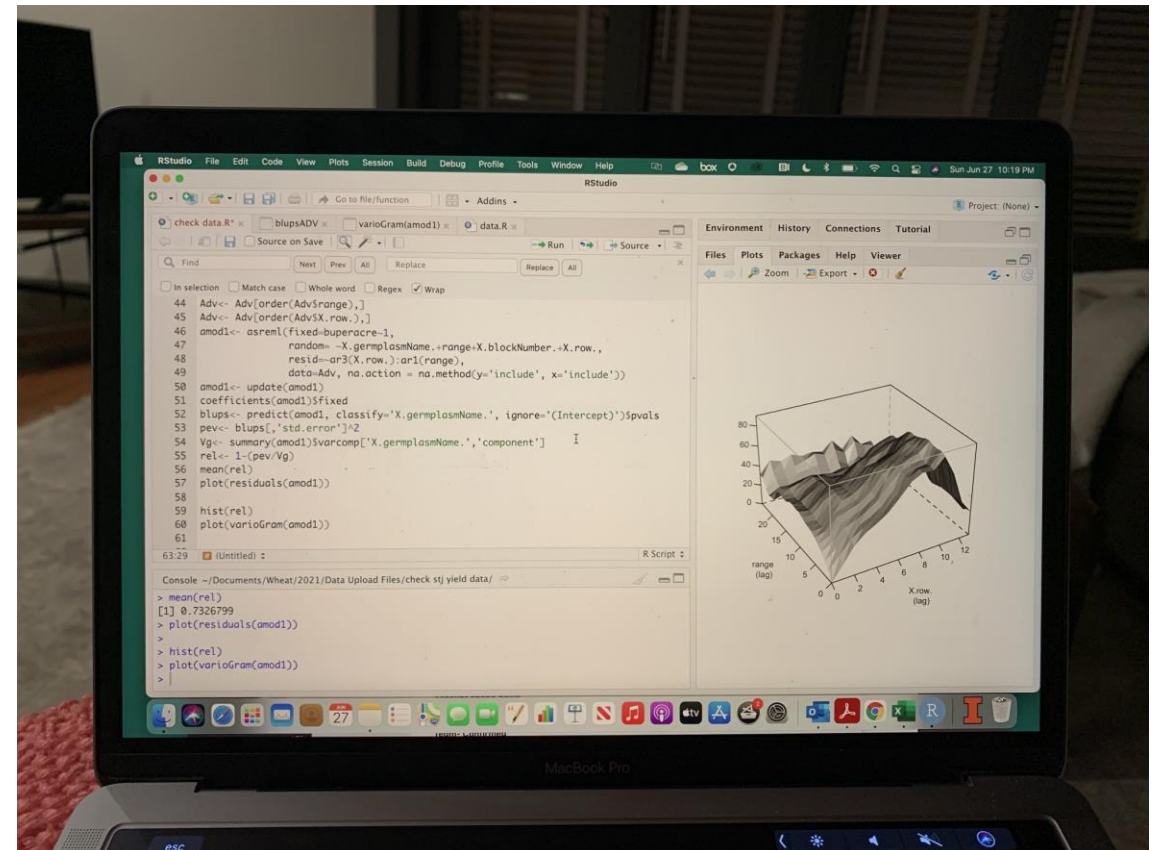 RStudio File Edit Code View Plots Session Build Debug Profile Tools Window Help box Sun Jun 27 10:19 PM
RStudio
Go to file/function Addins Project: (None)
check data.R* blupsADV varioGram(amod1) data.R
Source on Save Run Source
Find Next Prev All Replace Replace All
In selection Match case Whole word Regex Wrap
44 Adv<- Adv[order(Adv$range),]
45 Adv<- Adv[order(Adv$X.row.),]
46 amod1<- asreml(fixed=buperacre~1,
47 random= ~X.germplasmName.+range+X.blockNumber.+X.row.,
48 resid=~ar3(X.row.):ar1(range),
49 data=Adv, na.action = na.method(y='include', x='include'))
50 amod1<- update(amod1)
51 coefficients(amod1)$fixed
52 blups<- predict(amod1, classify='X.germplasmName.', ignore='(Intercept)')$pvals
53 pev<- blups[,'std.error']^2
54 Vg<- summary(amod1)$varcomp['X.germplasmName.','component']
55 rel<- 1-(pev/Vg)
56 mean(rel)
57 plot(residuals(amod1))
58
59 hist(rel)
60 plot(varioGram(amod1))
61
63:29 (Untitled) R Script
Console ~/Documents/Wheat/2021/Data Upload Files/check stj yield data/
> mean(rel)
[1] 0.7326799
> plot(residuals(amod1))
>
> hist(rel)
> plot(varioGram(amod1))
>
Environment History Connections Tutorial
Files Plots Packages Help Viewer
Zoom Export
80
60
40
20
0
20
15
10
5
0
range
(lag)
0 2 4 6 8 10 12
X.row.
(lag)
JUN
27
tv
X
R
I
MacBook Pro
esc